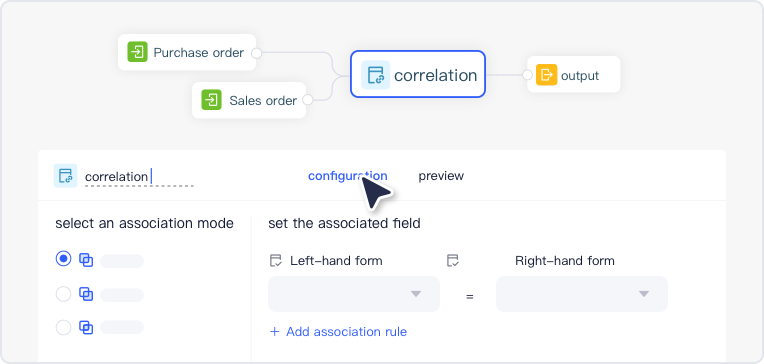 Purchase order
correlation
output
Sales order
correlation
configuration
preview
select an association mode
set the associated field
Left-hand form
Right-hand form
=
+ Add association rule